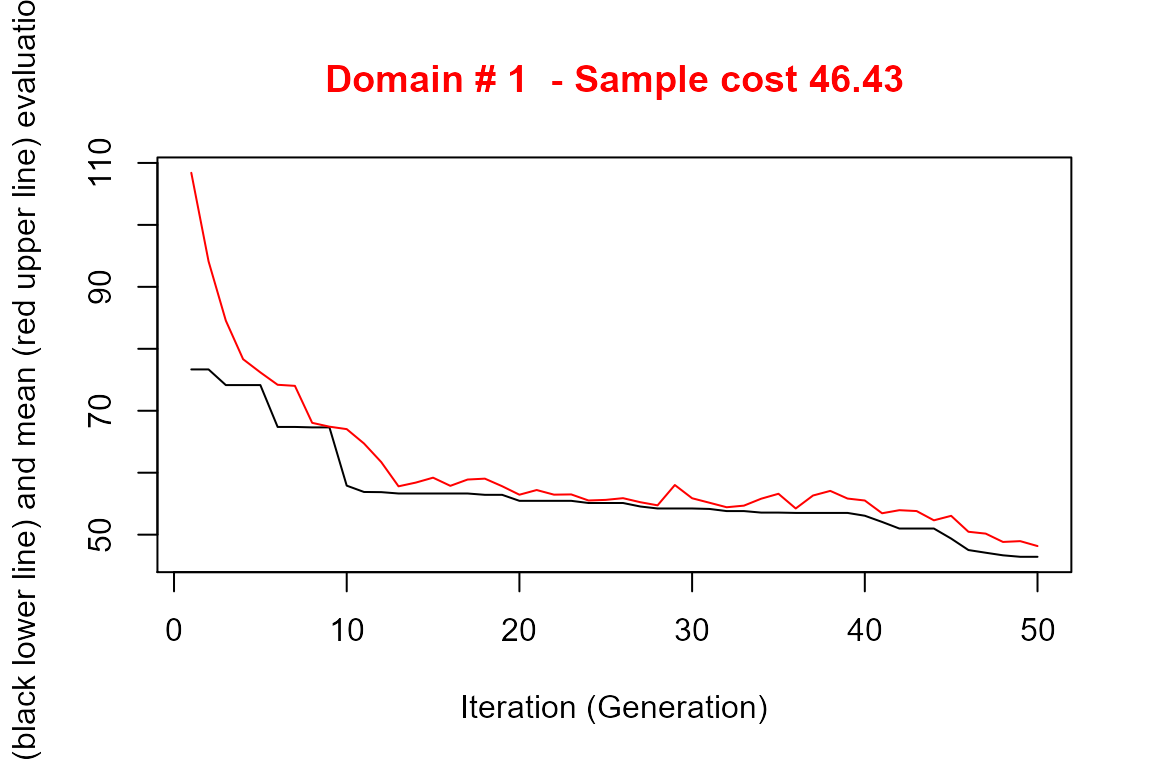 Domain # 1  - Sample cost 46.43
(black lower line) and mean (red upper line) evaluatio
110
90
70
50
0 10 20 30 40 50
Iteration (Generation)